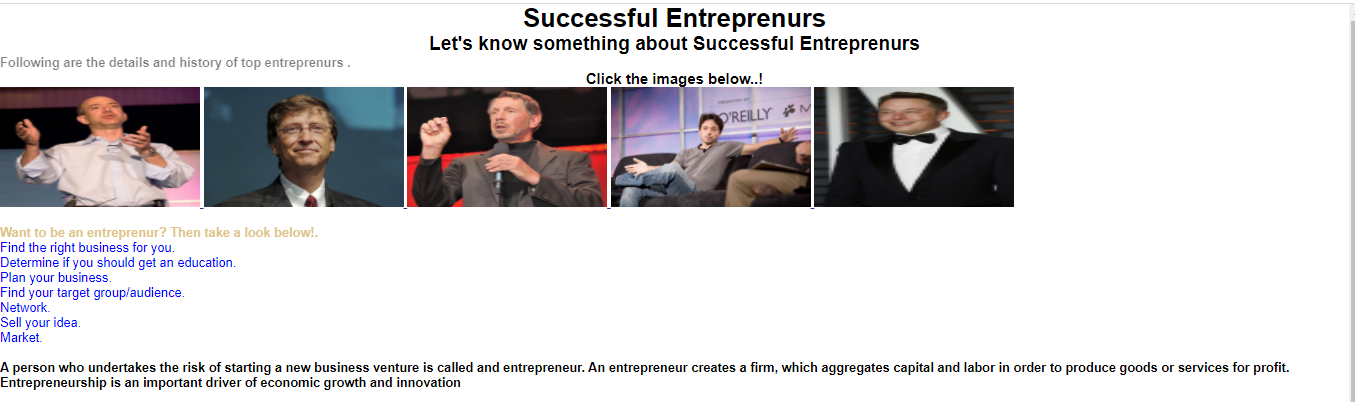 Successful Entreprenurs
Let's know something about Successful Entreprenurs
Following are the details and history of top entreprenurs .
Click the images below..!
PRESENTED BY
O'REILLY M
Want to be an entreprenur? Then take a look below!.
Find the right business for you.
Determine if you should get an education.
Plan your business.
Find your target group/audience.
Network.
Sell your idea.
Market.
A person who undertakes the risk of starting a new business venture is called and entrepreneur. An entrepreneur creates a firm, which aggregates capital and labor in order to produce goods or services for profit.
Entrepreneurship is an important driver of economic growth and innovation